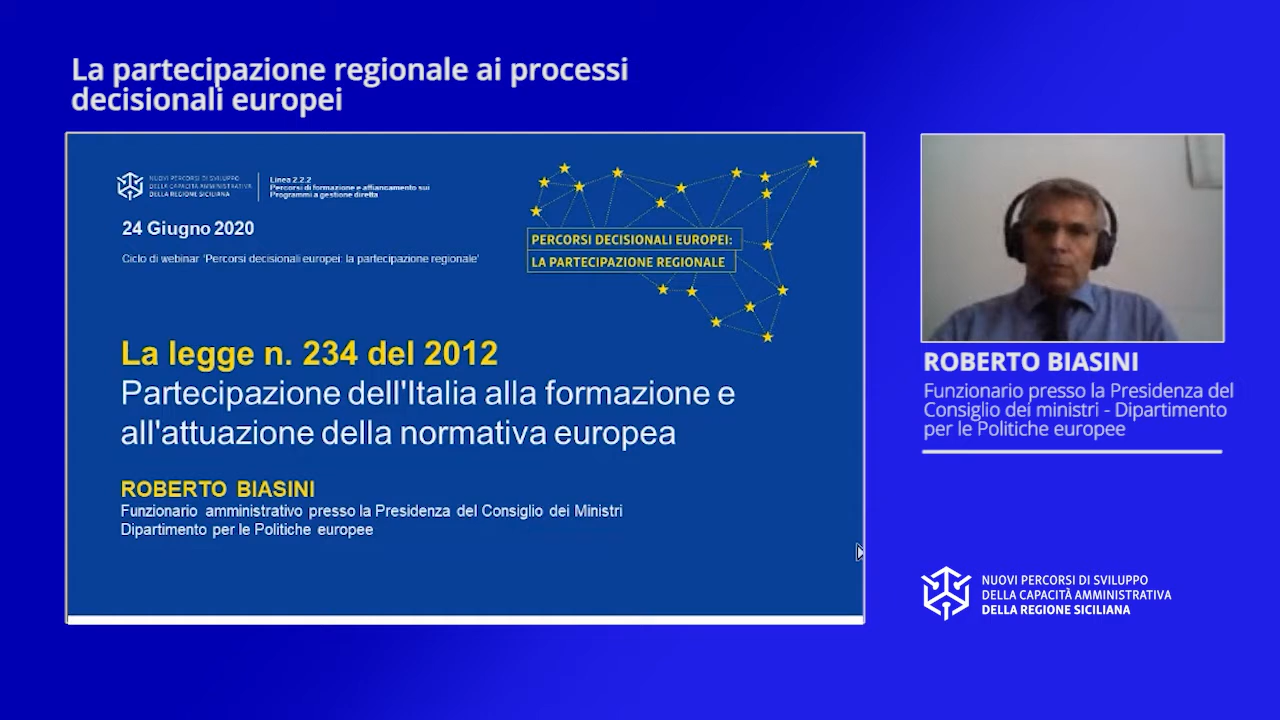 La partecipazione regionale ai processi
decisionali europei
NUOVI PERCORSI DI SVILUPPO
DELLA CAPACITÀ AMMINISTRATIVA
DELLA REGIONE SICILIANA
Linea 2.2.2
Percorsi di formazione e affiancamento sui
Programmi a gestione diretta
24 Giugno 2020
Ciclo di webinar 'Percorsi decisionali europei: la partecipazione regionale'
PERCORSI DECISIONALI EUROPEI:
LA PARTECIPAZIONE REGIONALE
La legge n. 234 del 2012
Partecipazione dell'Italia alla formazione e
all'attuazione della normativa europea
ROBERTO BIASINI
Funzionario amministrativo presso la Presidenza del Consiglio dei Ministri
Dipartimento per le Politiche europee
ROBERTO BIASINI
Funzionario presso la Presidenza del
Consiglio dei ministri - Dipartimento
per le Politiche europee
NUOVI PERCORSI DI SVILUPPO
DELLA CAPACITÀ AMMINISTRATIVA
DELLA REGIONE SICILIANA